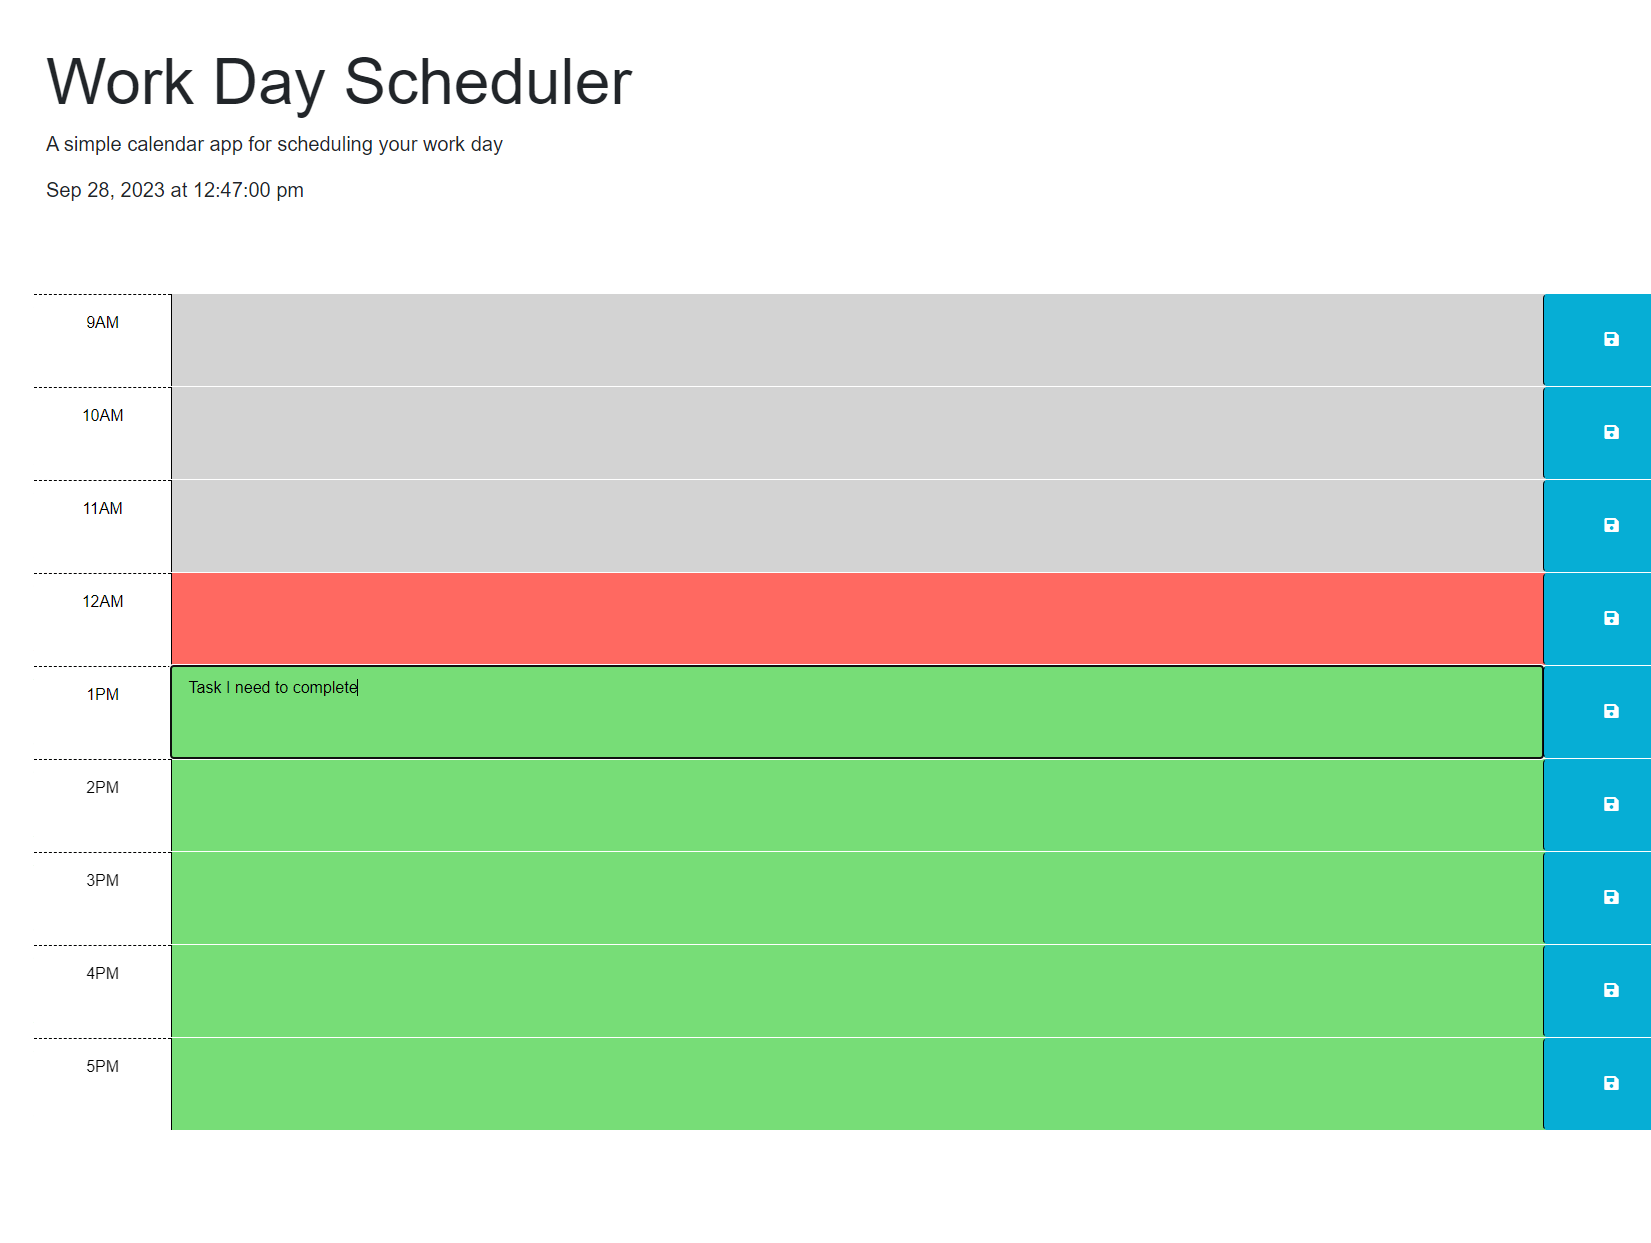 Work Day Scheduler
A simple calendar app for scheduling your work day
Sep 28, 2023 at 12:47:00 pm
9AM
10AM
11AM
12AM
1PM
Task I need to complete
2PM
3PM
4PM
5PM